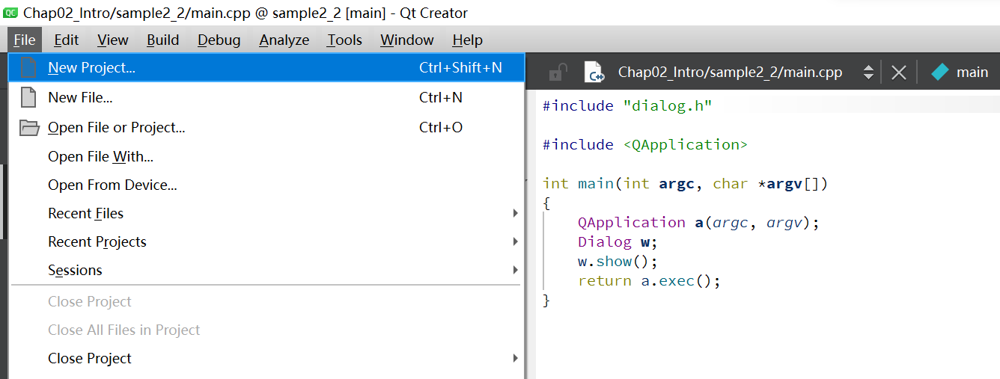 QC Chap02_Intro/sample2_2/main.cpp @ sample2_2 [main] - Qt Creator
File Edit View Build Debug Analyze Tools Window Help
New Project... Ctrl+Shift+N
New File... Ctrl+N
Open File or Project... Ctrl+O
Open File With...
Open From Device...
Recent Files
Recent Projects
Sessions
Close Project
Close All Files in Project
Close Project
C++ Chap02_Intro/sample2_2/main.cpp main
#include "dialog.h"
#include <QApplication>
int main(int argc, char *argv[])
{
    QApplication a(argc, argv);
    Dialog w;
    w.show();
    return a.exec();
}